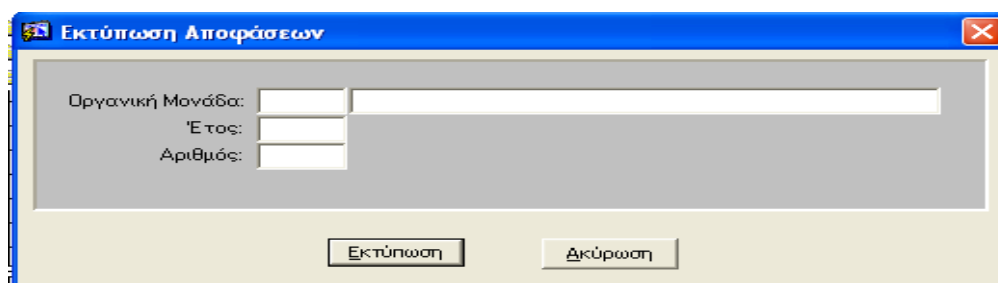 Εκτύπωση Αποφάσεων
Οργανική Μονάδα:
Έτος:
Αριθμός:
Εκτύπωση Ακύρωση